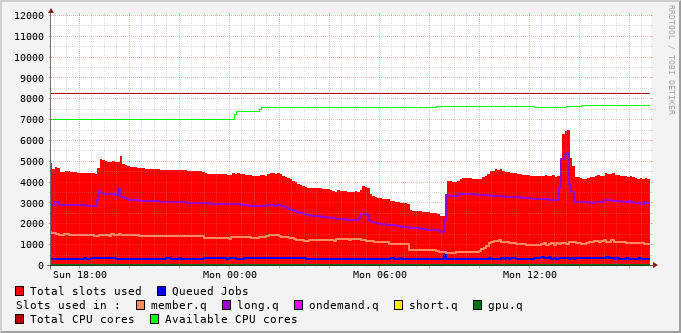 12000
11000
10000
9000
8000
7000
6000
5000
4000
3000
2000
1000
0
Sun 18:00 Mon 00:00 Mon 06:00 Mon 12:00
RRDTOOL / TOBI OETIKER
Total slots used Queued Jobs
Slots used in : member.q long.q ondemand.q short.q gpu.q
Total CPU cores Available CPU cores